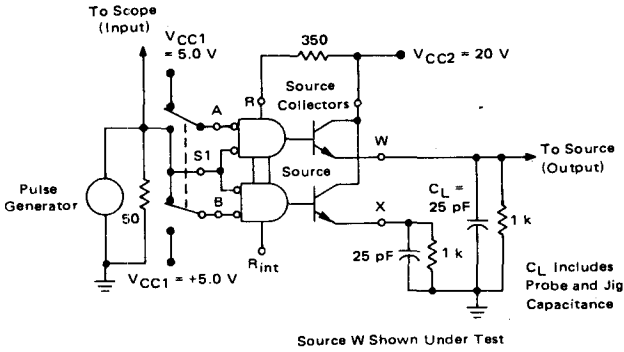 To Scope
(Input)
VCC1
= 5.0 V
350
VCC2 = 20 V
R
Source
Collectors
A
W
To Source
(Output)
S1
Source
Pulse
Generator
50
B
X
CL =
25 pF
1 k
25 pF
1 k
Rint
VCC1 = +5.0 V
CL Includes
Probe and Jig
Capacitance
Source W Shown Under Test